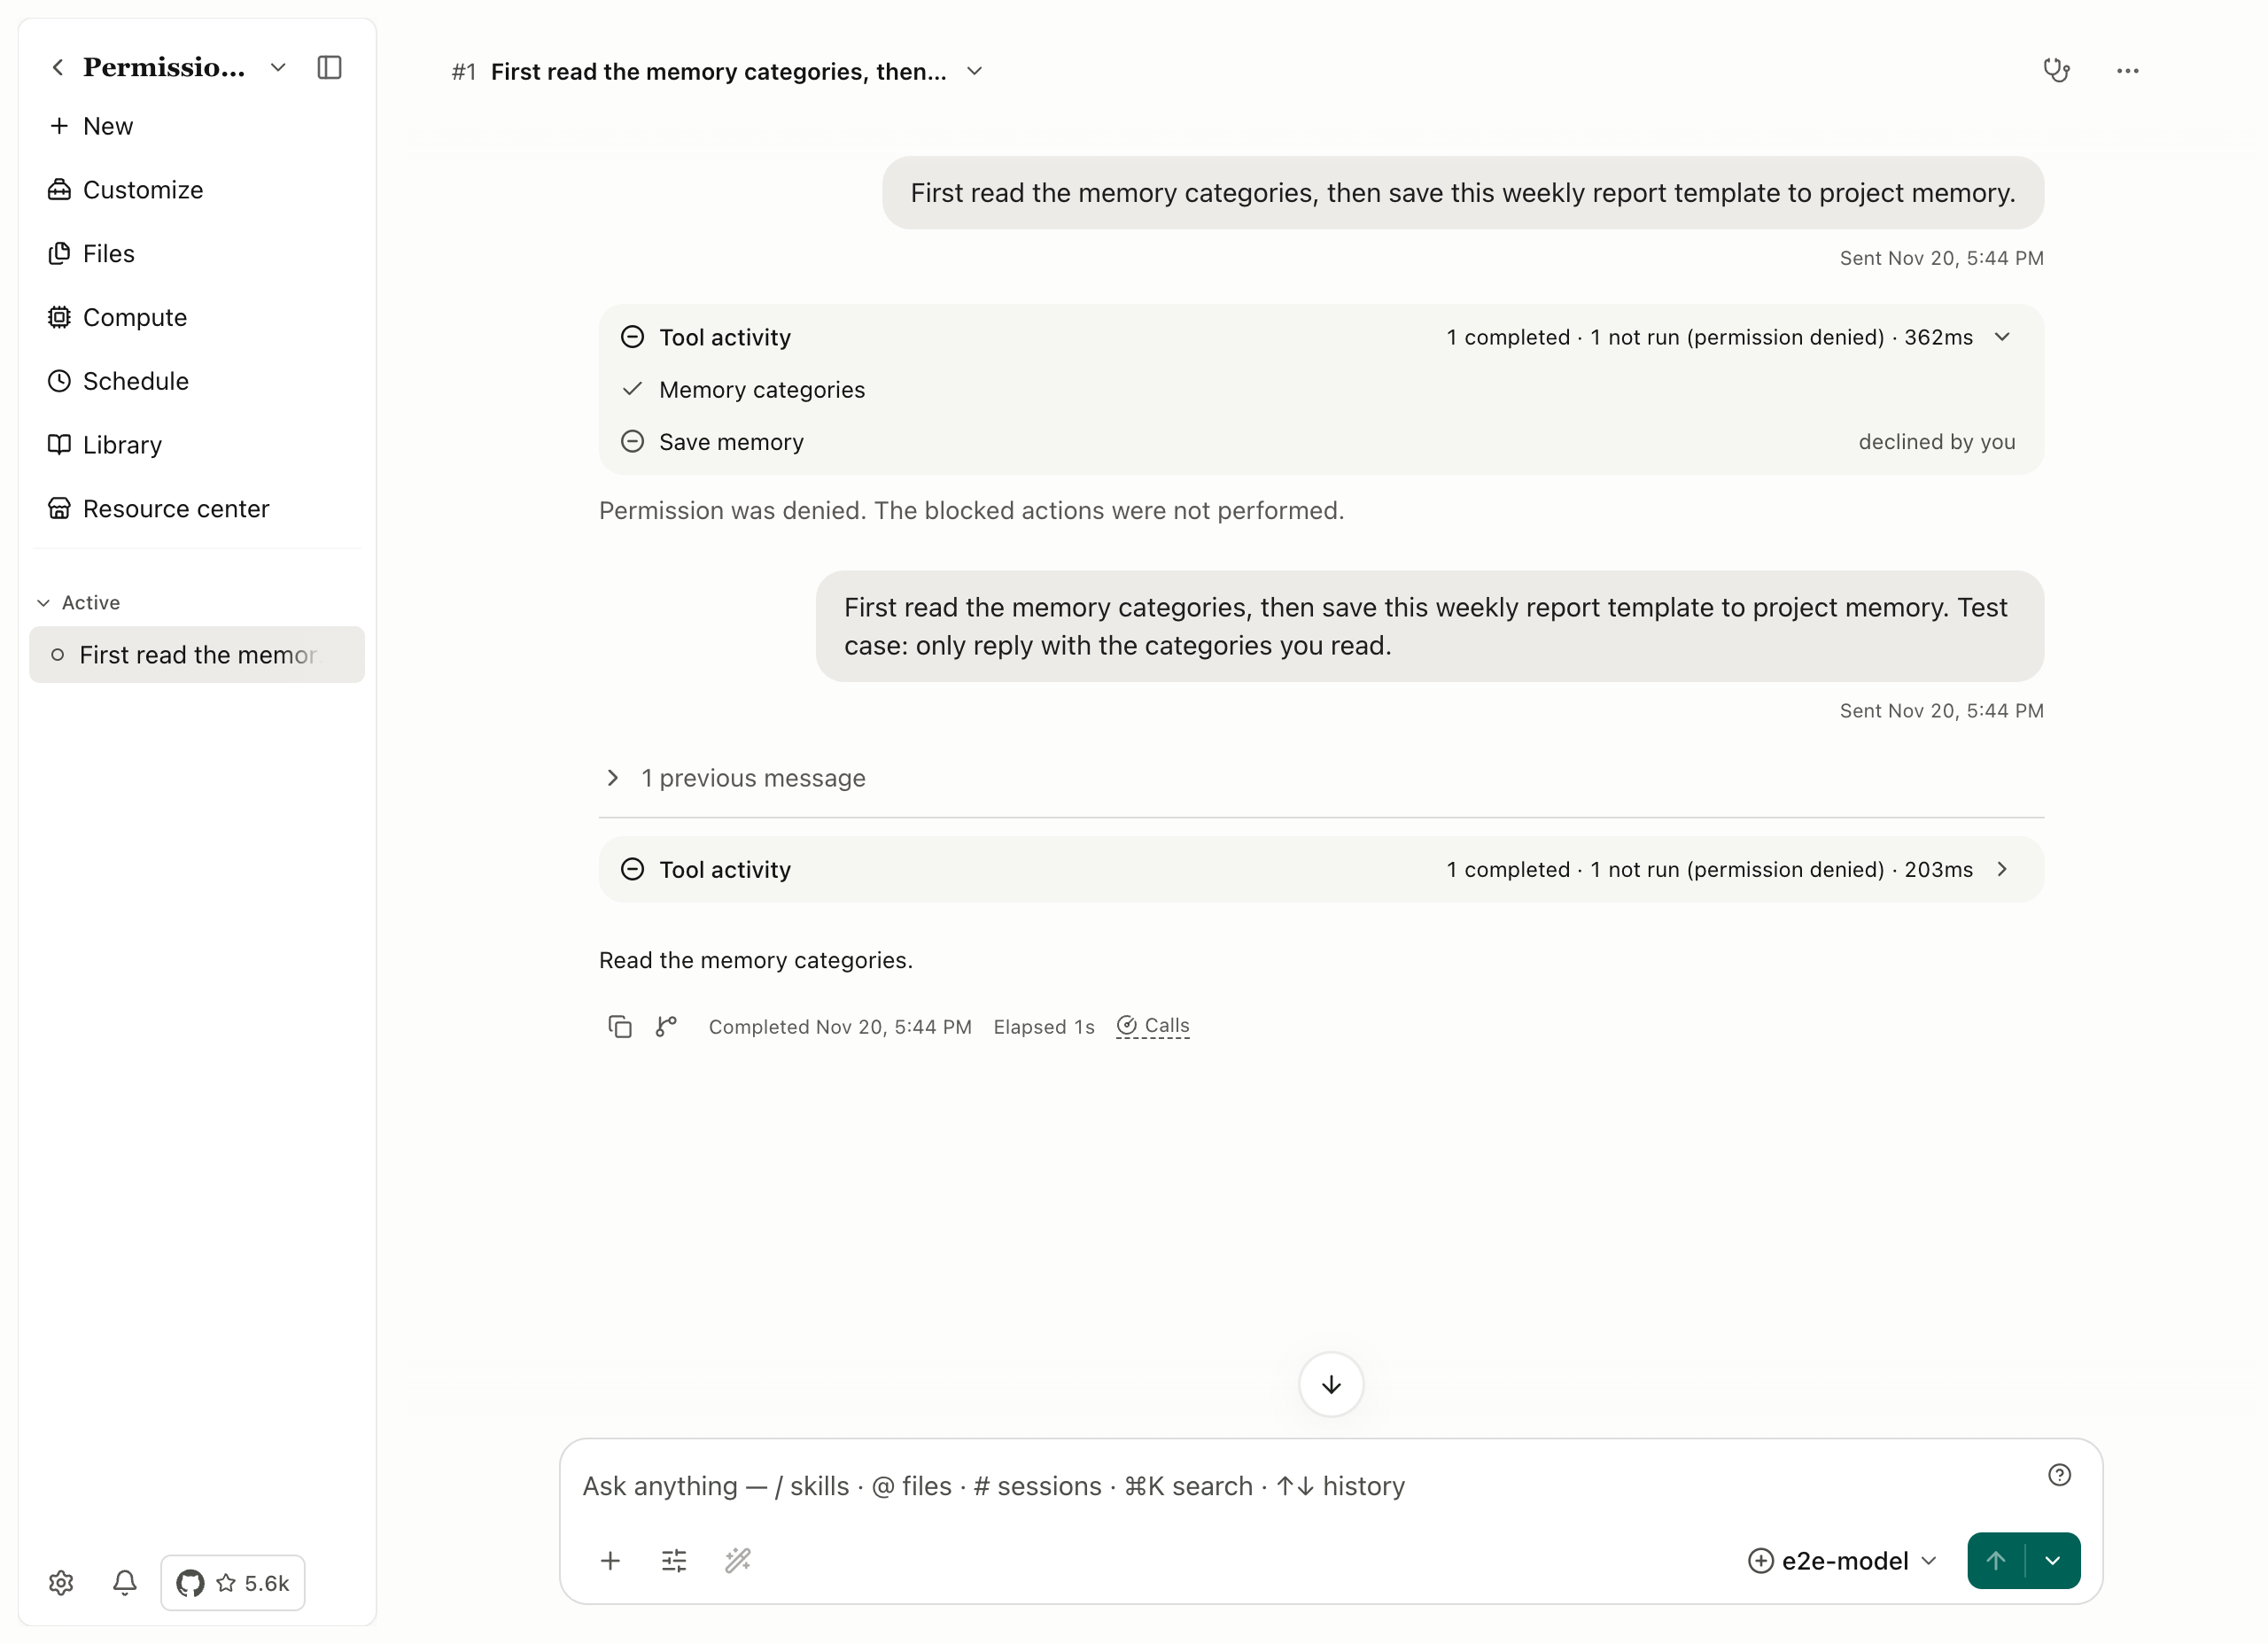 Permissio...
New
Customize
Files
Compute
Schedule
Library
Resource center
Active
First read the memor
5.6k
#1 First read the memory categories, then...
First read the memory categories, then save this weekly report template to project memory.
Sent Nov 20, 5:44 PM
Tool activity 1 completed · 1 not run (permission denied) · 362ms
Memory categories
Save memory declined by you
Permission was denied. The blocked actions were not performed.
First read the memory categories, then save this weekly report template to project memory. Test
case: only reply with the categories you read.
Sent Nov 20, 5:44 PM
1 previous message
Tool activity 1 completed · 1 not run (permission denied) · 203ms
Read the memory categories.
Completed Nov 20, 5:44 PM Elapsed 1s Calls
Ask anything — / skills · @ files · # sessions · ⌘K search · ↑↓ history
e2e-model